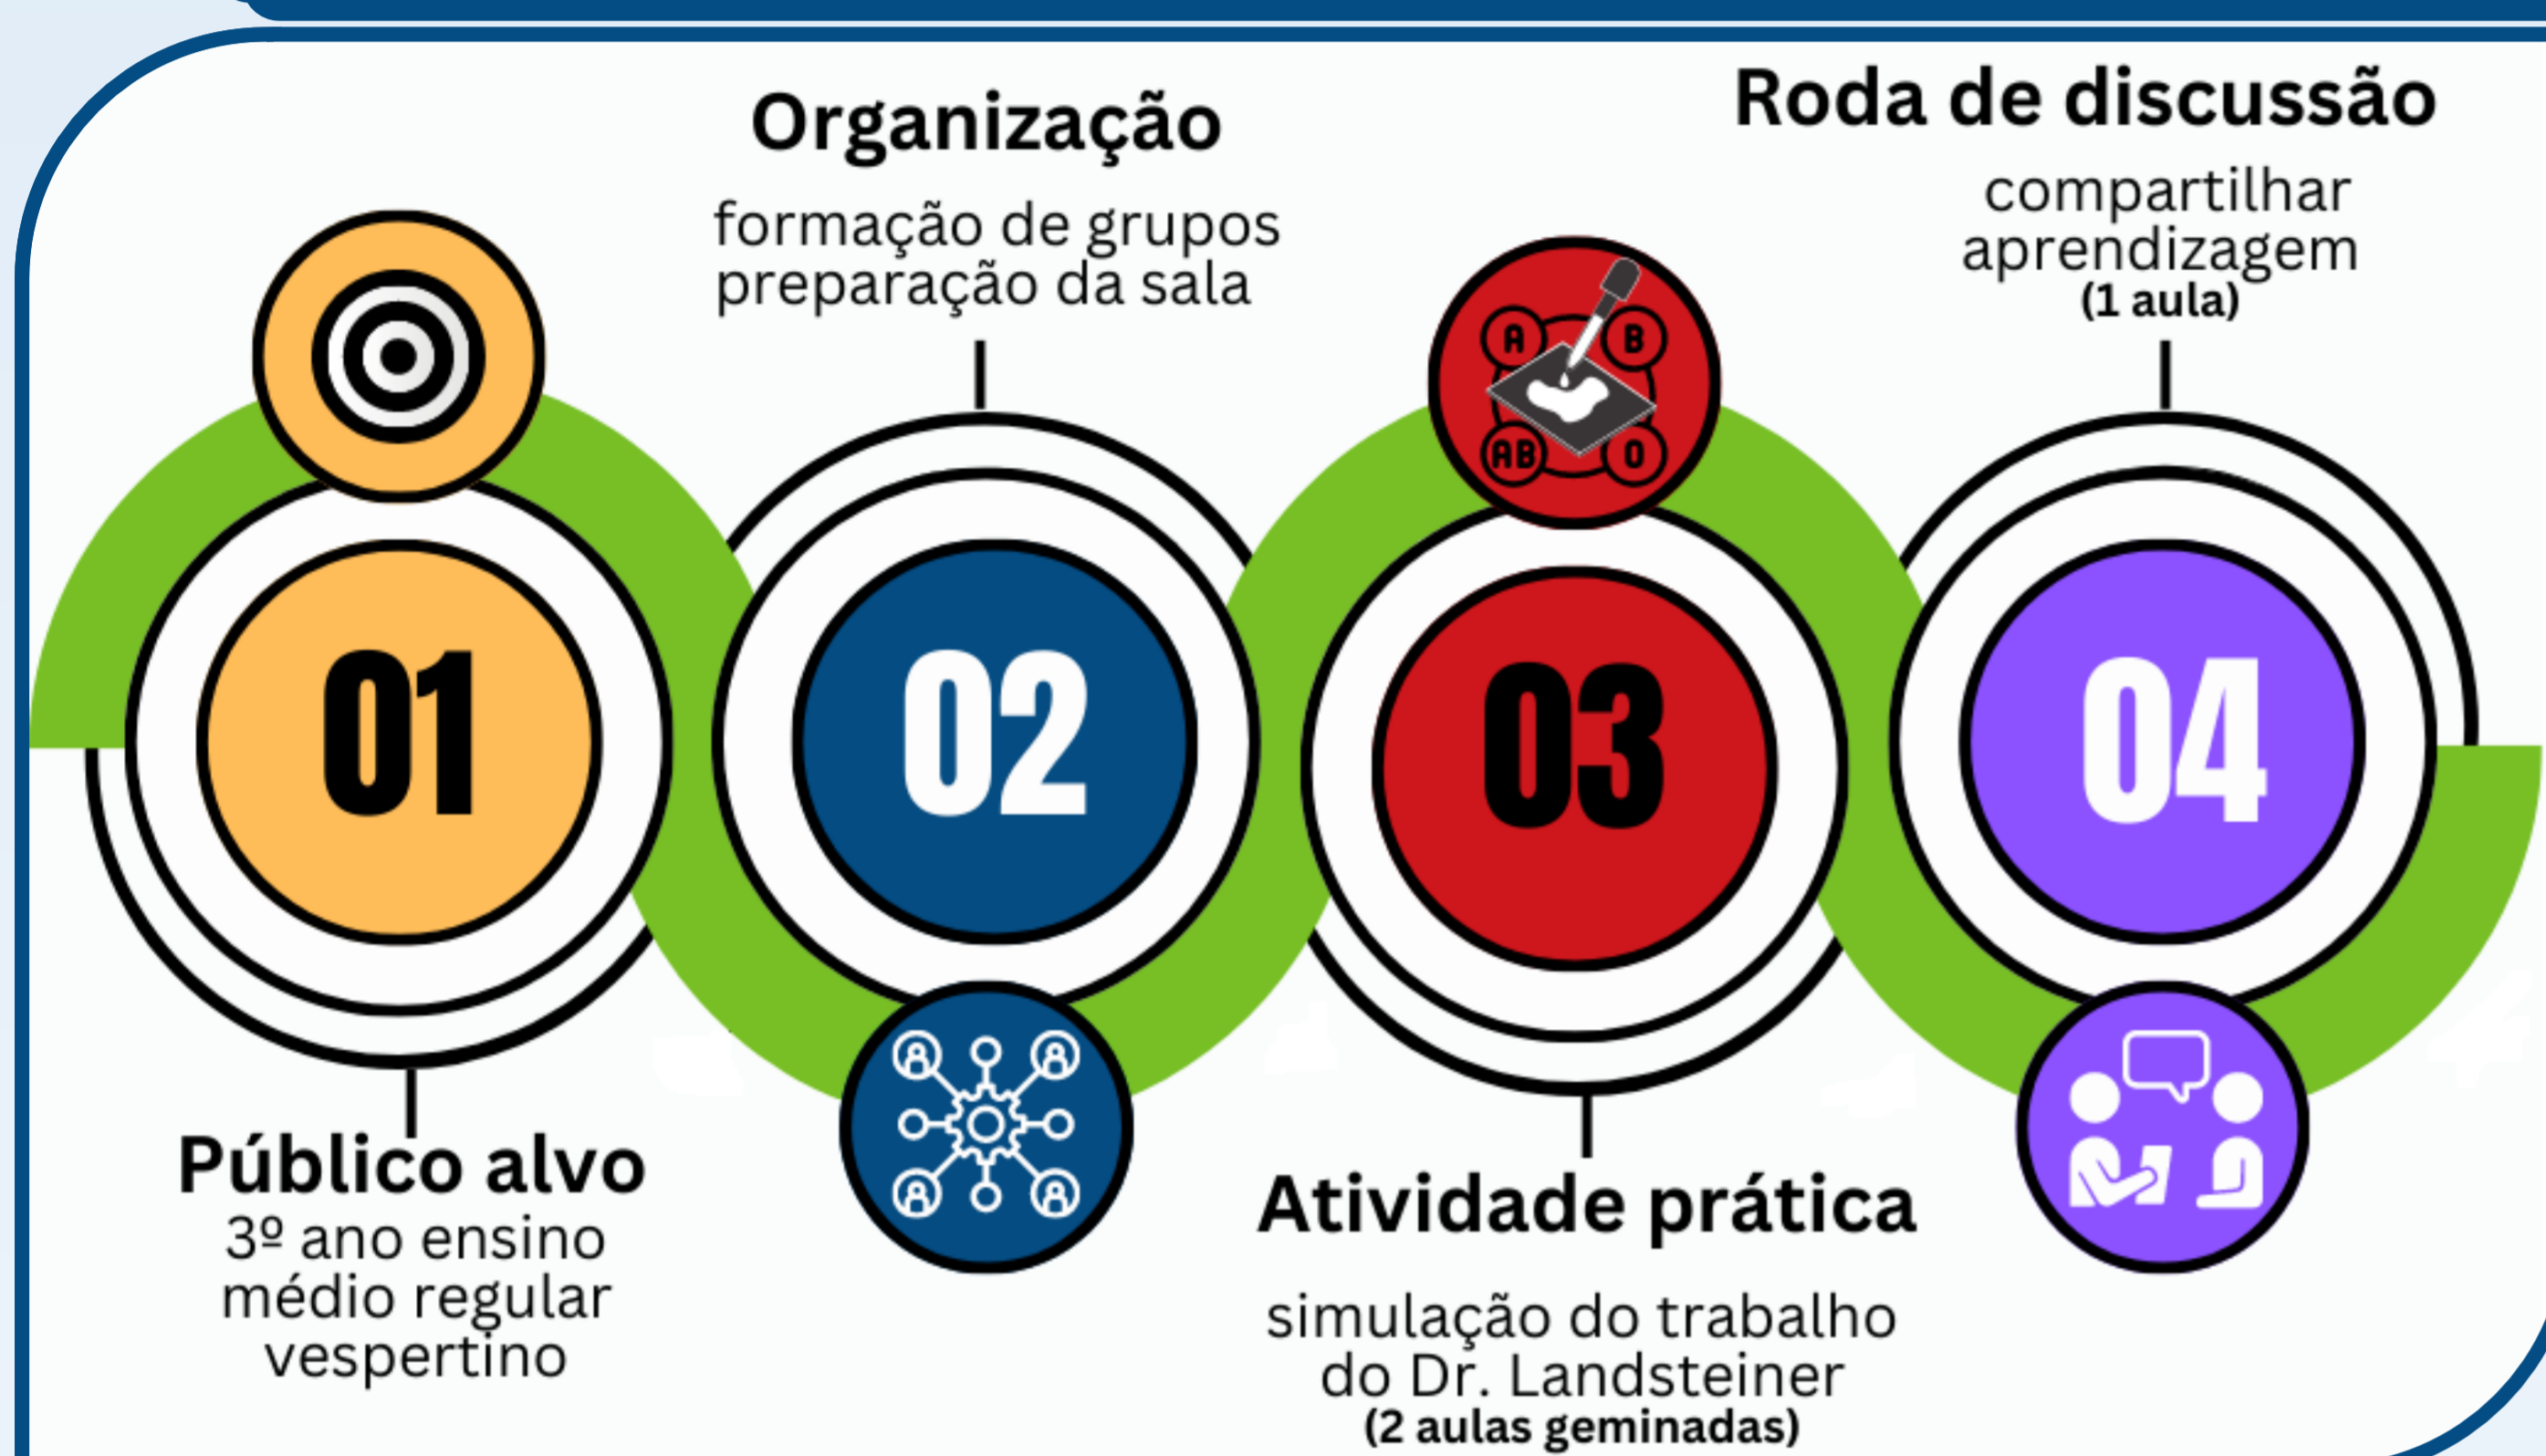 01
Público alvo
3º ano ensino
médio regular
vespertino
Organização
formação de grupos
preparação da sala
02
A
B
AB
O
03
Atividade prática
simulação do trabalho
do Dr. Landsteiner
(2 aulas geminadas)
Roda de discussão
compartilhar
aprendizagem
(1 aula)
04